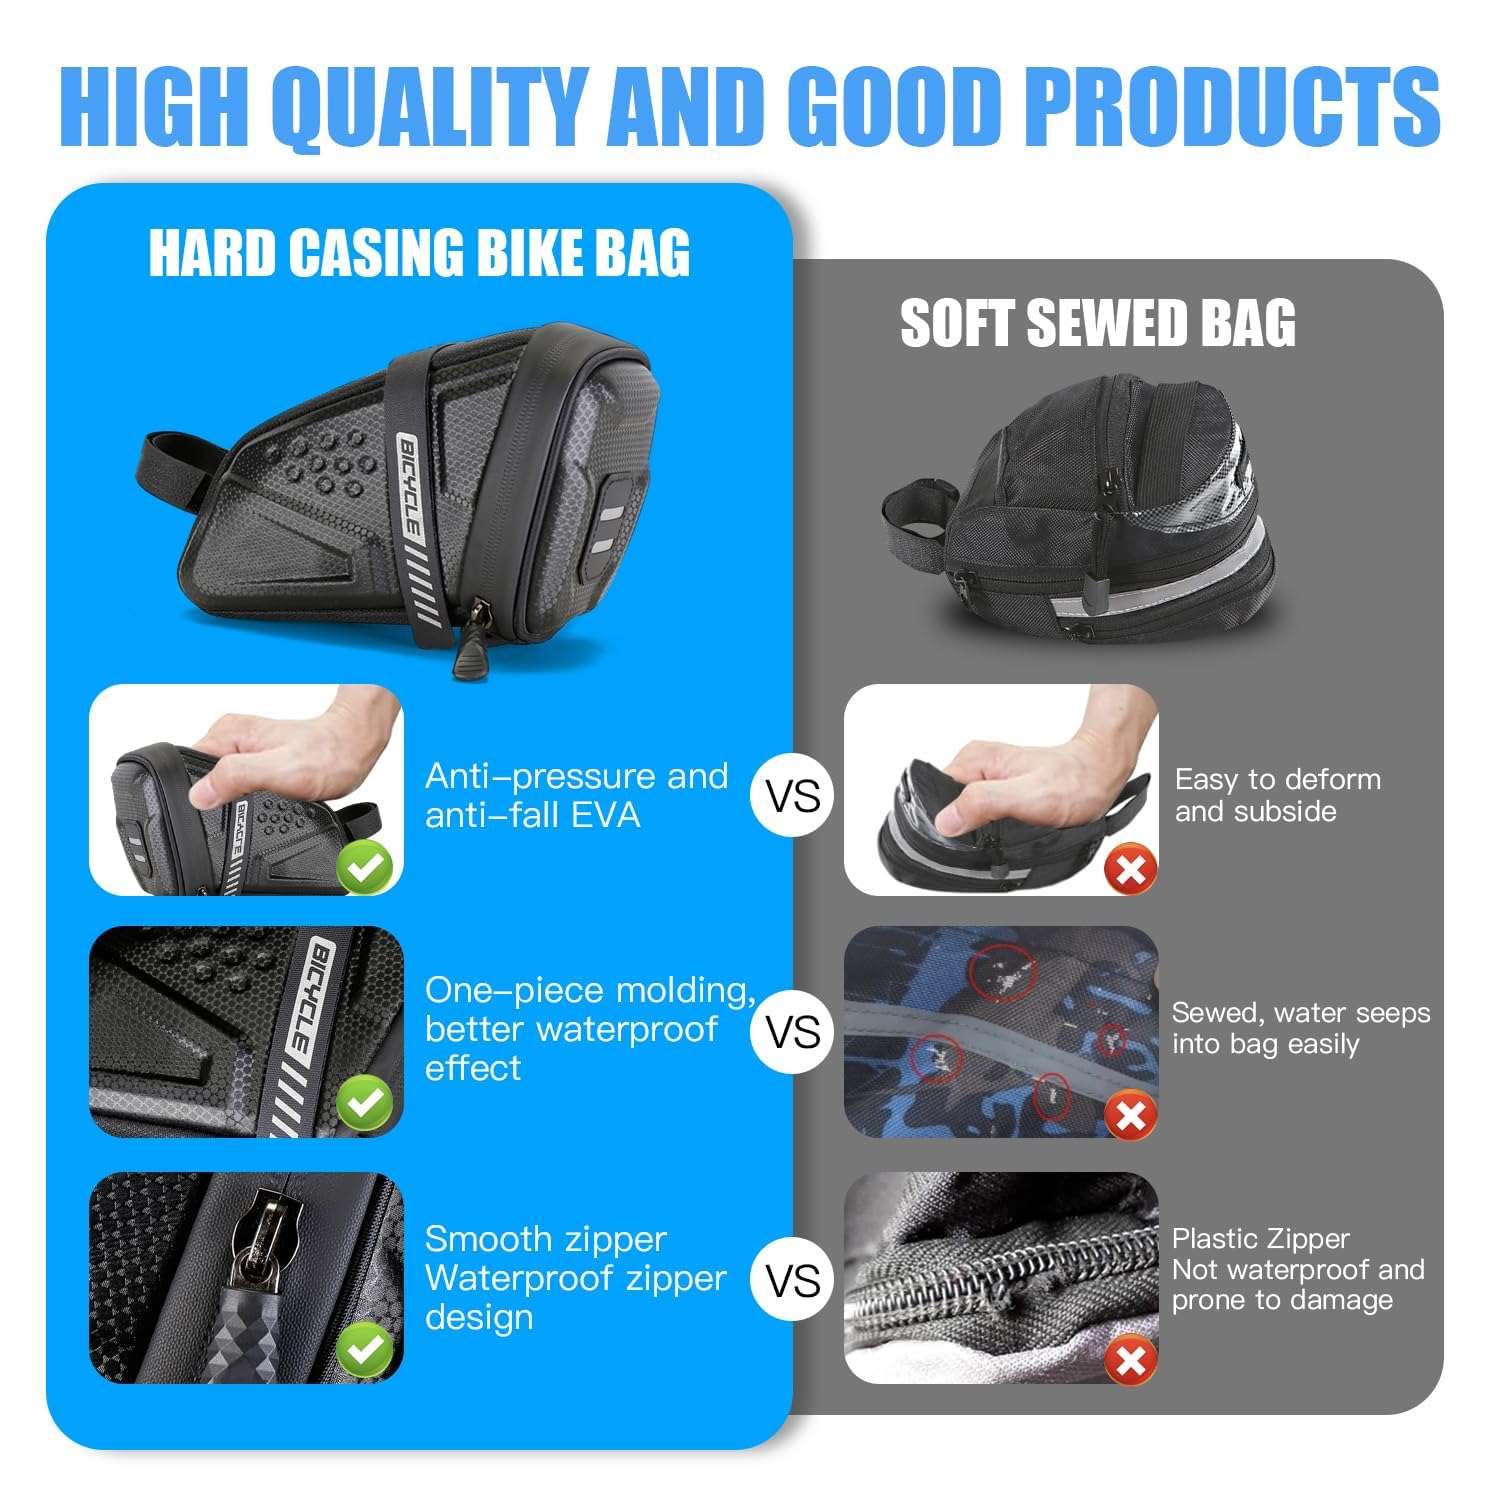 HIGH QUALITY AND GOOD PRODUCTS
HARD CASING BIKE BAG
SOFT SEWED BAG
BICYCLE
BICYCLE
Anti-pressure and
anti-fall EVA
VS
Easy to deform
and subside
BICYCLE
One-piece molding,
better waterproof
effect
VS
Sewed, water seeps
into bag easily
Smooth zipper
Waterproof zipper
design
VS
Plastic Zipper
Not waterproof and
prone to damage